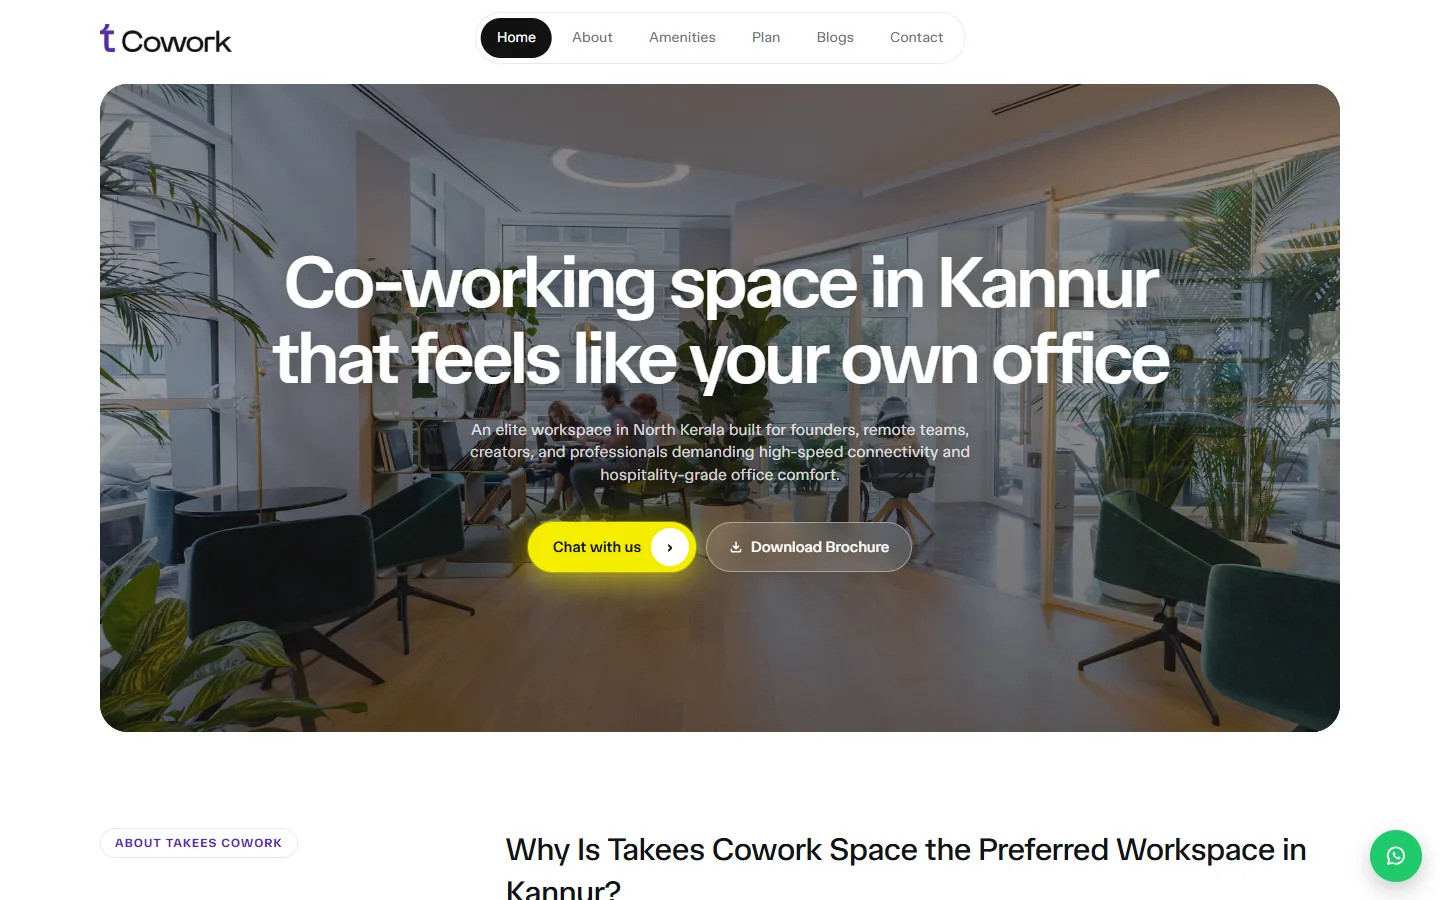 t Cowork
Home
About
Amenities
Plan
Blogs
Contact
Co-working space in Kannur
that feels like your own office
An elite workspace in North Kerala built for founders, remote teams,
creators, and professionals demanding high-speed connectivity and
hospitality-grade office comfort.
Chat with us
Download Brochure
ABOUT TAKEES COWORK
Why Is Takees Cowork Space the Preferred Workspace in
Kannur?